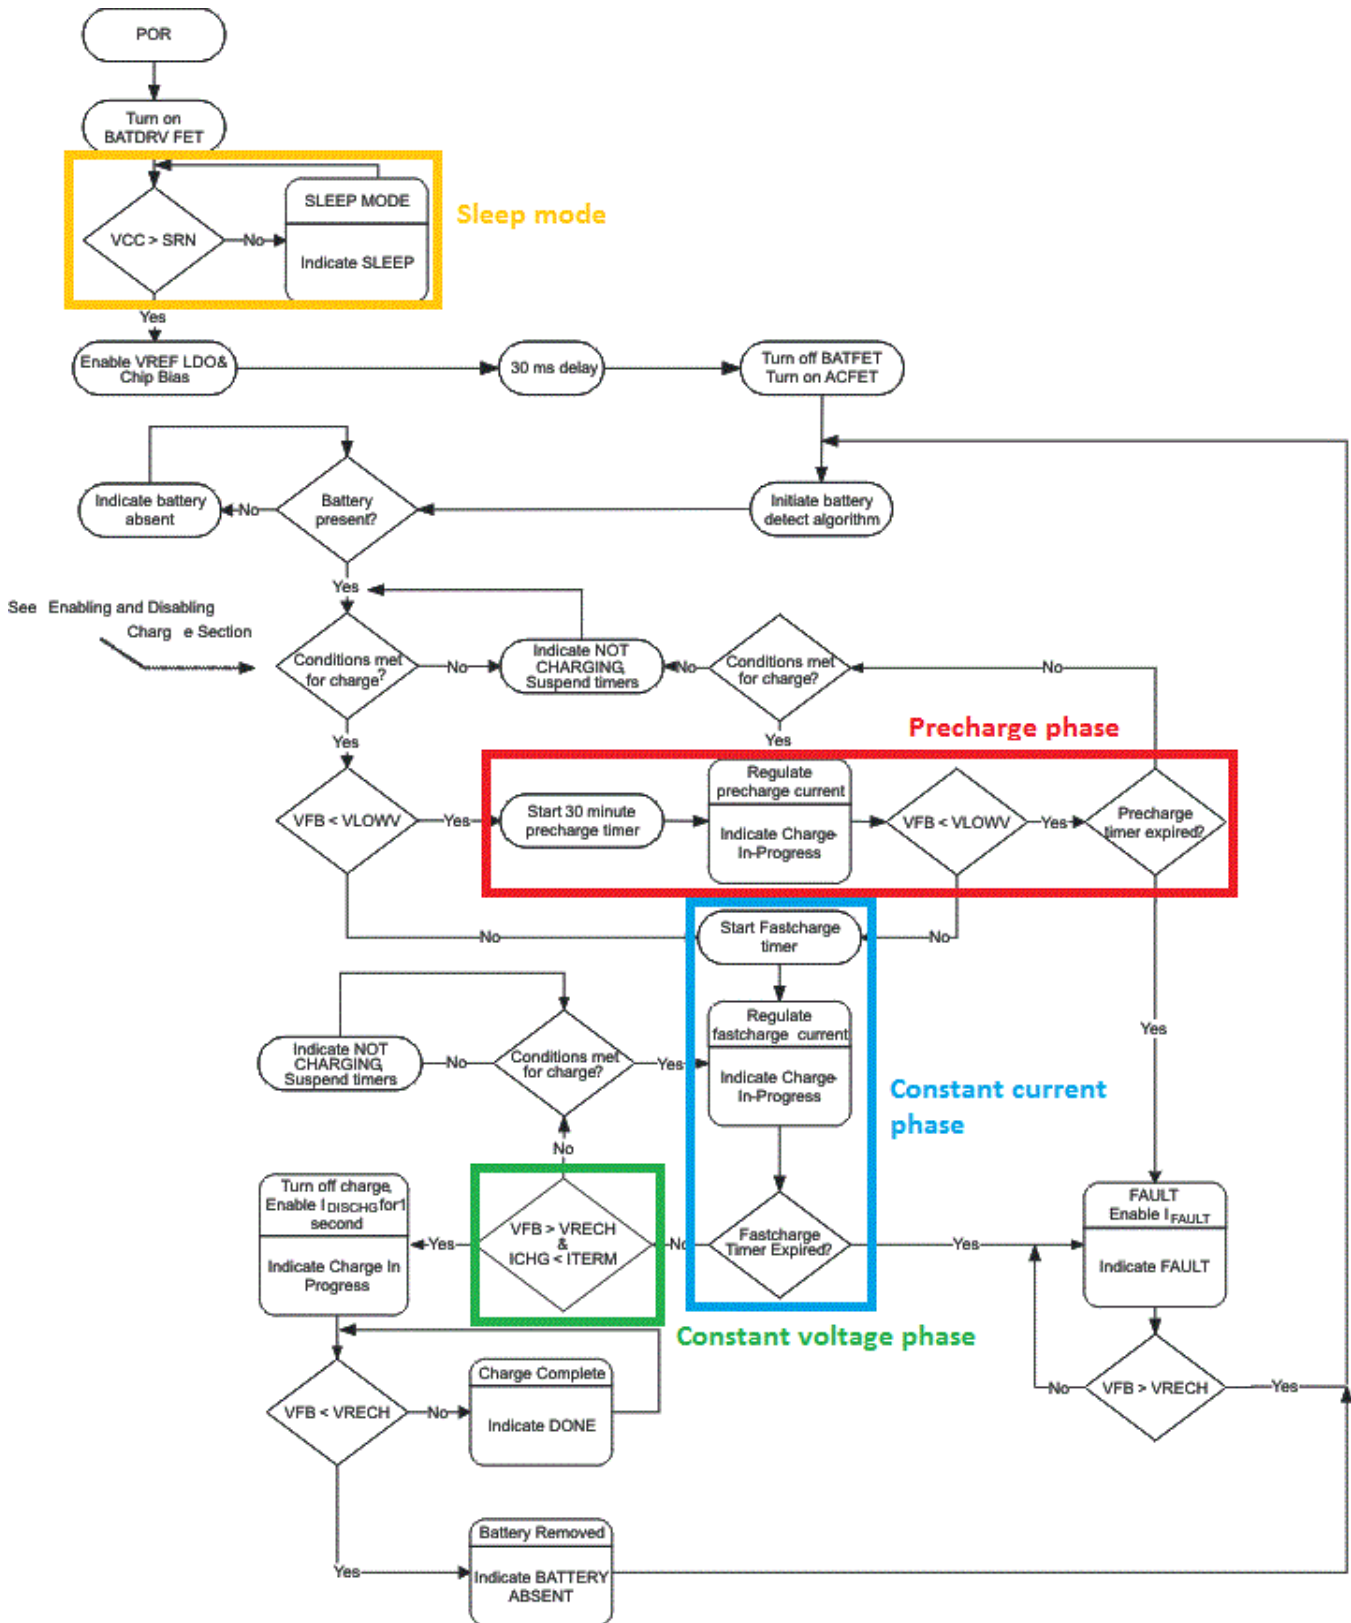 POR
Turn on
BATDRV FET
SLEEP MODE
Sleep mode
VCC > SRN
No
Indicate SLEEP
Yes
Enable VREF LDO&
Chip Bias
30 ms delay
Turn off BATFET
Turn on ACFET
Indicate battery
absent
No
Battery
present?
Initiate battery
detect algorithm
Yes
See Enabling and Disabling
Charg e Section
Conditions met
for charge?
No
Indicate NOT
CHARGING,
Suspend timers
No
Conditions met
for charge?
No
Yes
Yes
Precharge phase
VFB < VLOWV
Yes
Start 30 minute
precharge timer
Regulate
precharge current
Indicate Charge-
In-Progress
VFB < VLOWV
Yes
Precharge
timer expired?
No
Start Fastcharge
timer
No
Regulate
fastcharge current
Indicate NOT
CHARGING,
Suspend timers
No
Conditions met
for charge?
Yes
Indicate Charge-
In-Progress
Yes
Constant current
phase
No
Turn off charge,
Enable I DISCHG for 1
second
Indicate Charge In
Progress
Yes
VFB > VRECH
&
ICHG < ITERM
No
Fastcharge
Timer Expired?
Yes
FAULT
Enable I FAULT
Indicate FAULT
Constant voltage phase
VFB < VRECH
No
Charge Complete
Indicate DONE
No
VFB > VRECH
Yes
Yes
Battery Removed
Indicate BATTERY
ABSENT